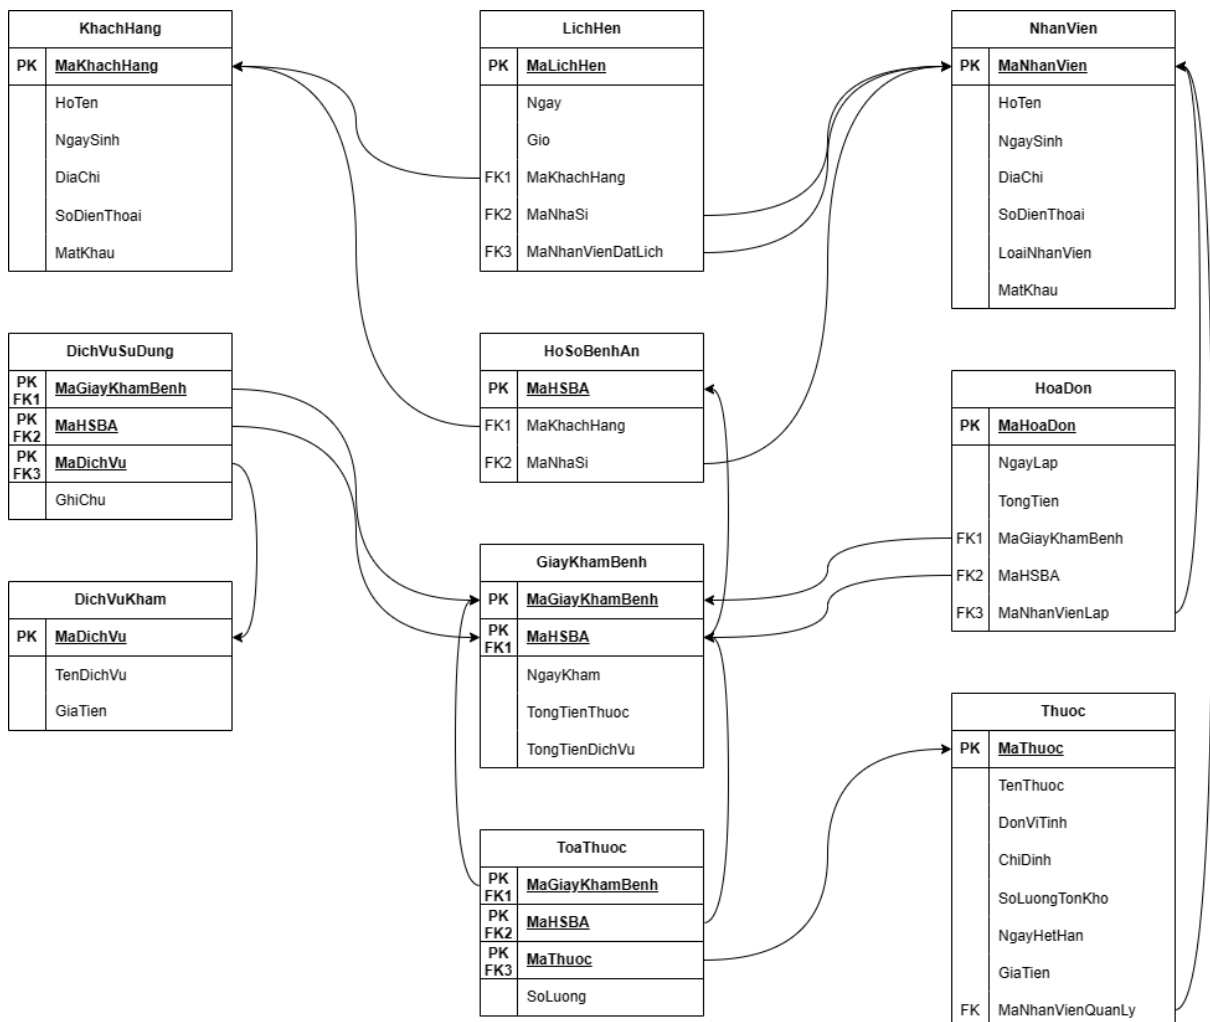 KhachHang
PK MaKhachHang
HoTen
NgaySinh
DiaChi
SoDienThoai
MatKhau
LichHen
PK MaLichHen
Ngay
Gio
FK1 MaKhachHang
FK2 MaNhaSi
FK3 MaNhanVienDatLich
NhanVien
PK MaNhanVien
HoTen
NgaySinh
DiaChi
SoDienThoai
LoaiNhanVien
MatKhau
DichVuSuDung
PK
FK1 MaGiayKhamBenh
PK
FK2 MaHSBA
PK
FK3 MaDichVu
GhiChu
HoSoBenhAn
PK MaHSBA
FK1 MaKhachHang
FK2 MaNhaSi
HoaDon
PK MaHoaDon
NgayLap
TongTien
FK1 MaGiayKhamBenh
FK2 MaHSBA
FK3 MaNhanVienLap
DichVuKham
PK MaDichVu
TenDichVu
GiaTien
GiayKhamBenh
PK MaGiayKhamBenh
PK
FK1 MaHSBA
NgayKham
TongTienThuoc
TongTienDichVu
Thuoc
PK MaThuoc
TenThuoc
DonViTinh
ChiDinh
SoLuongTonKho
NgayHetHan
GiaTien
FK MaNhanVienQuanLy
ToaThuoc
PK
FK1 MaGiayKhamBenh
PK
FK2 MaHSBA
PK
FK3 MaThuoc
SoLuong